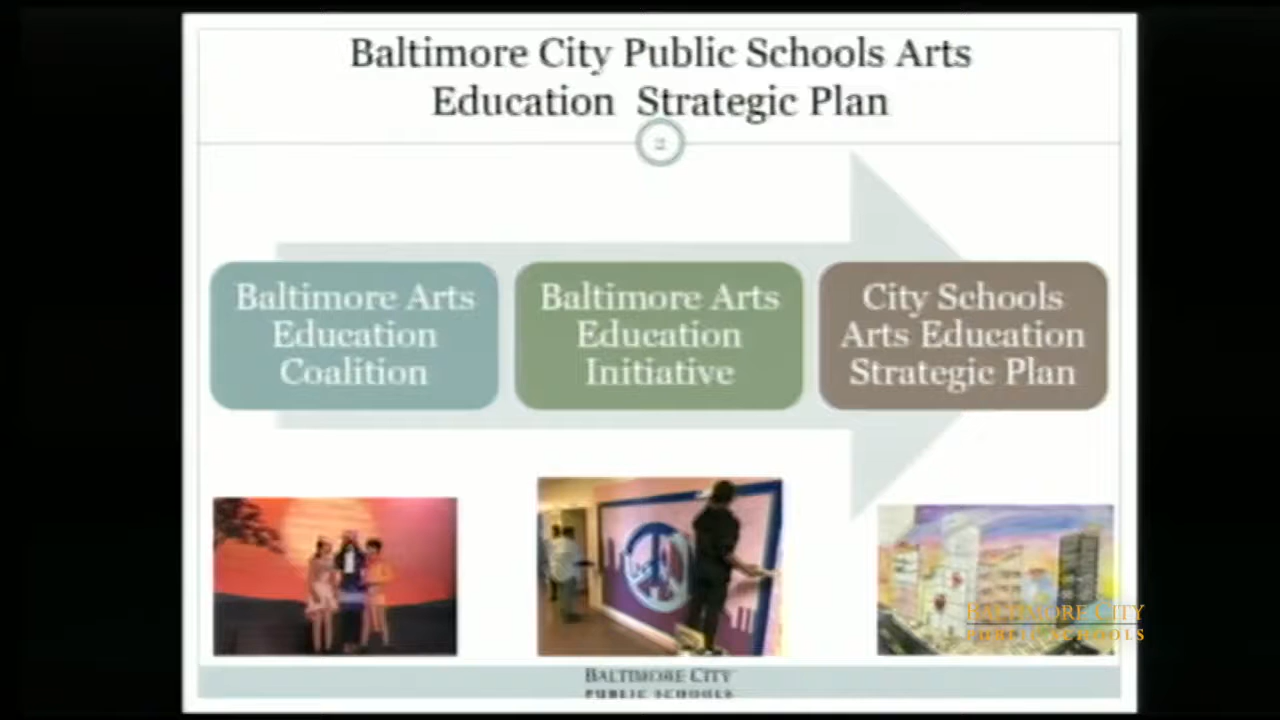 Baltimore City Public Schools Arts
Education Strategic Plan
2
Baltimore Arts
Education
Coalition
Baltimore Arts
Education
Initiative
City Schools
Arts Education
Strategic Plan
BALTIMORE CITY
PUBLIC SCHOOLS
BALTIMORE CITY
PUBLIC SCHOOLS